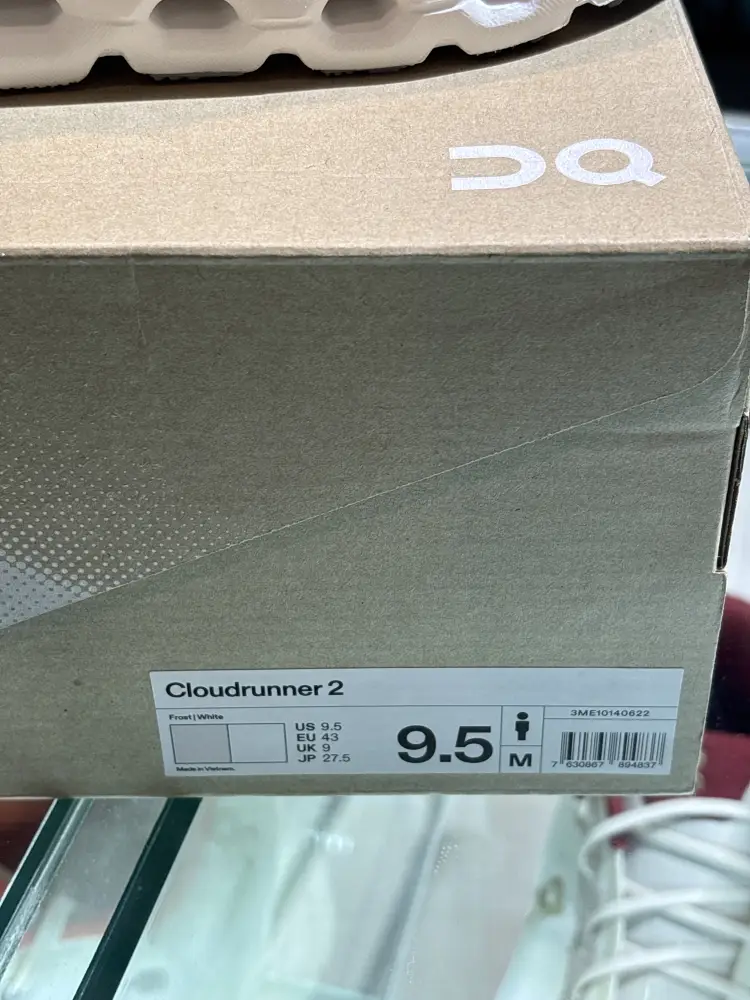 On
Cloudrunner 2
Frost | White
US 9.5
EU 43
UK 9
JP 27.5
Made in Vietnam.
9.5
M
3ME10140622
7 630867 894837